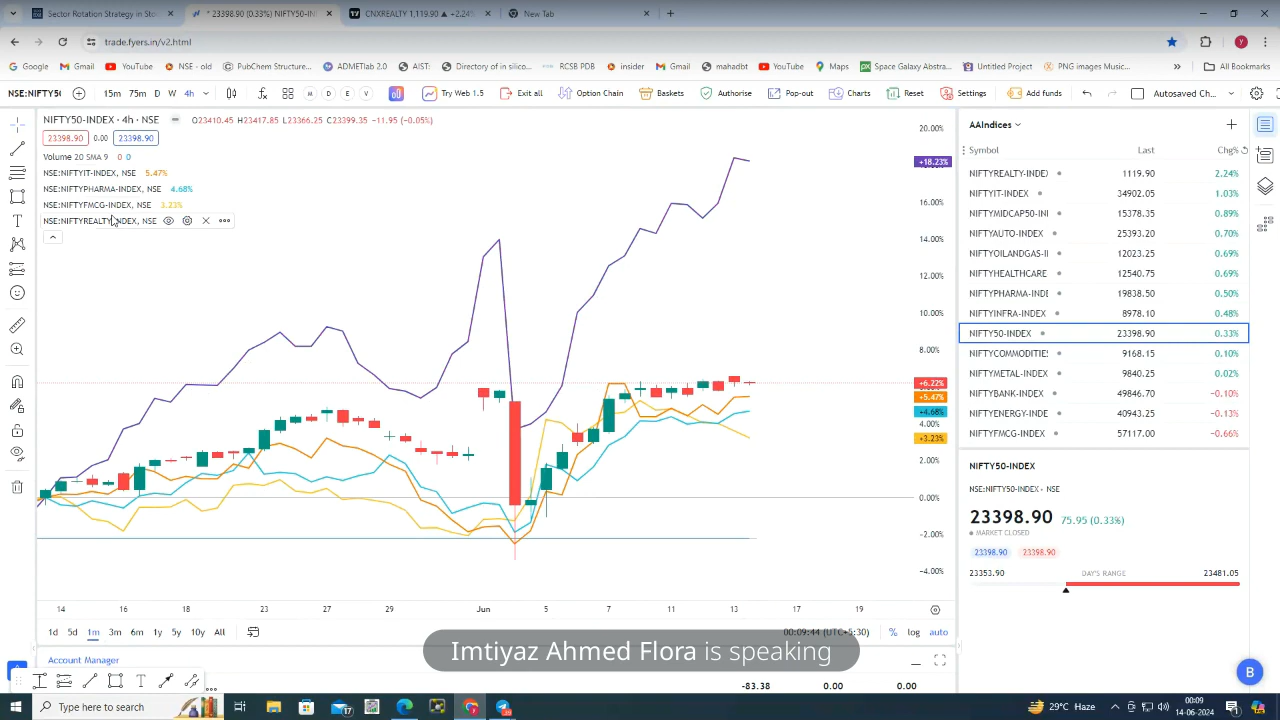 Sector Rotation Strategy in Stoc
* 23398.90 (0.33%) NIFTY50-IND
CNXREALTY 1,119.90 ▲ +2.24%
New Tab
trade.fyers.in/v2.html
Google
Gmail
YouTube
NSE - old
PubChem Structure...
ADMETlab 2.0
AIST:
Directory of in silico...
RCSB PDB
insider
Gmail
mahadbt
YouTube
Maps
Space Galaxy Abstra...
Untitled Project
PNG images Music...
All Bookmarks
NSE:NIFTY50
15m 75m D W 4h
M D E V
Try Web 1.5
Exit all
Option Chain
Baskets
Authorise
Pop-out
Charts
Reset
Settings
Add funds
Autosaved Ch...
NIFTY50-INDEX · 4h · NSE
O23410.45 H23417.85 L23366.25 C23399.35 -11.95 (-0.05%)
23398.90 0.00 23398.90
Volume 20 SMA 9 0 0
NSE:NIFTYIT-INDEX, NSE 5.47%
NSE:NIFTYPHARMA-INDEX, NSE 4.68%
NSE:NIFTYFMCG-INDEX, NSE 3.23%
NSE:NIFTYREALTY-INDEX, NSE
20.00%
+18.23%
16.00%
14.00%
12.00%
10.00%
8.00%
+6.22%
+5.47%
+4.68%
4.00%
+3.23%
2.00%
0.00%
-2.00%
-4.00%
14 16 18 23 27 29 Jun 5 7 11 13 17 19
1d 5d 1m 3m 6m 1y 5y 10y All
00:09:44 (UTC+5:30) % log auto
AAIndices
Symbol Last Chg%
NIFTYREALTY-INDEX 1119.90 2.24%
NIFTYIT-INDEX 34902.05 1.03%
NIFTYMIDCAP50-INI 15378.35 0.89%
NIFTYAUTO-INDEX 25393.20 0.70%
NIFTYOILANDGAS-II 12023.25 0.69%
NIFTYHEALTHCARE 12540.75 0.69%
NIFTYPHARMA-INDE 19838.50 0.50%
NIFTYINFRA-INDEX 8978.10 0.48%
NIFTY50-INDEX 23398.90 0.33%
NIFTYCOMMODITIE 9168.15 0.10%
NIFTYMETAL-INDEX 9840.25 0.02%
NIFTYBANK-INDEX 49846.70 -0.10%
NIFTYENERGY-INDE 40943.25 -0.13%
NIFTYFMCG-INDEX 57117.00 -0.66%
NIFTY50-INDEX
NSE:NIFTY50-INDEX · NSE
23398.90 75.95 (0.33%)
MARKET CLOSED
23398.90 23398.90
23353.90 DAY'S RANGE 23481.05
Imtiyaz Ahmed Flora is speaking
Account Manager
-83.38 0.00 0.00
B
Type here to search
17
29°C Haze
00:09
14-06-2024